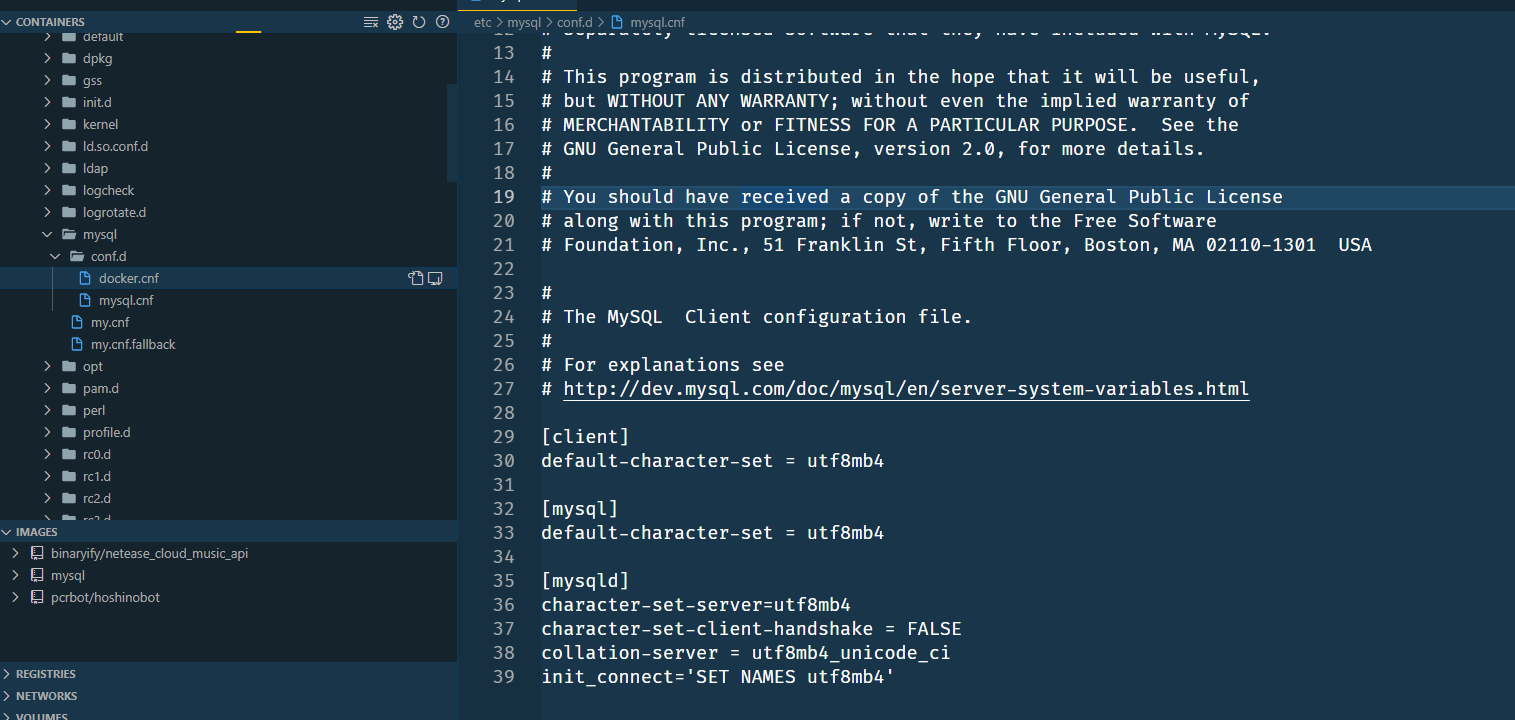 CONTAINERS
default
dpkg
gss
init.d
kernel
ld.so.conf.d
ldap
logcheck
logrotate.d
mysql
conf.d
docker.cnf
mysql.cnf
my.cnf
my.cnf.fallback
opt
pam.d
perl
profile.d
rc0.d
rc1.d
rc2.d
IMAGES
binaryify/netease_cloud_music_api
mysql
pcrbot/hoshinobot
REGISTRIES
NETWORKS
VOLUMES
etc > mysql > conf.d > mysql.cnf
13 #
14 # This program is distributed in the hope that it will be useful,
15 # but WITHOUT ANY WARRANTY; without even the implied warranty of
16 # MERCHANTABILITY or FITNESS FOR A PARTICULAR PURPOSE.  See the
17 # GNU General Public License, version 2.0, for more details.
18 #
19 # You should have received a copy of the GNU General Public License
20 # along with this program; if not, write to the Free Software
21 # Foundation, Inc., 51 Franklin St, Fifth Floor, Boston, MA 02110-1301  USA
22
23 #
24 # The MySQL  Client configuration file.
25 #
26 # For explanations see
27 # http://dev.mysql.com/doc/mysql/en/server-system-variables.html
28
29 [client]
30 default-character-set = utf8mb4
31
32 [mysql]
33 default-character-set = utf8mb4
34
35 [mysqld]
36 character-set-server=utf8mb4
37 character-set-client-handshake = FALSE
38 collation-server = utf8mb4_unicode_ci
39 init_connect='SET NAMES utf8mb4'